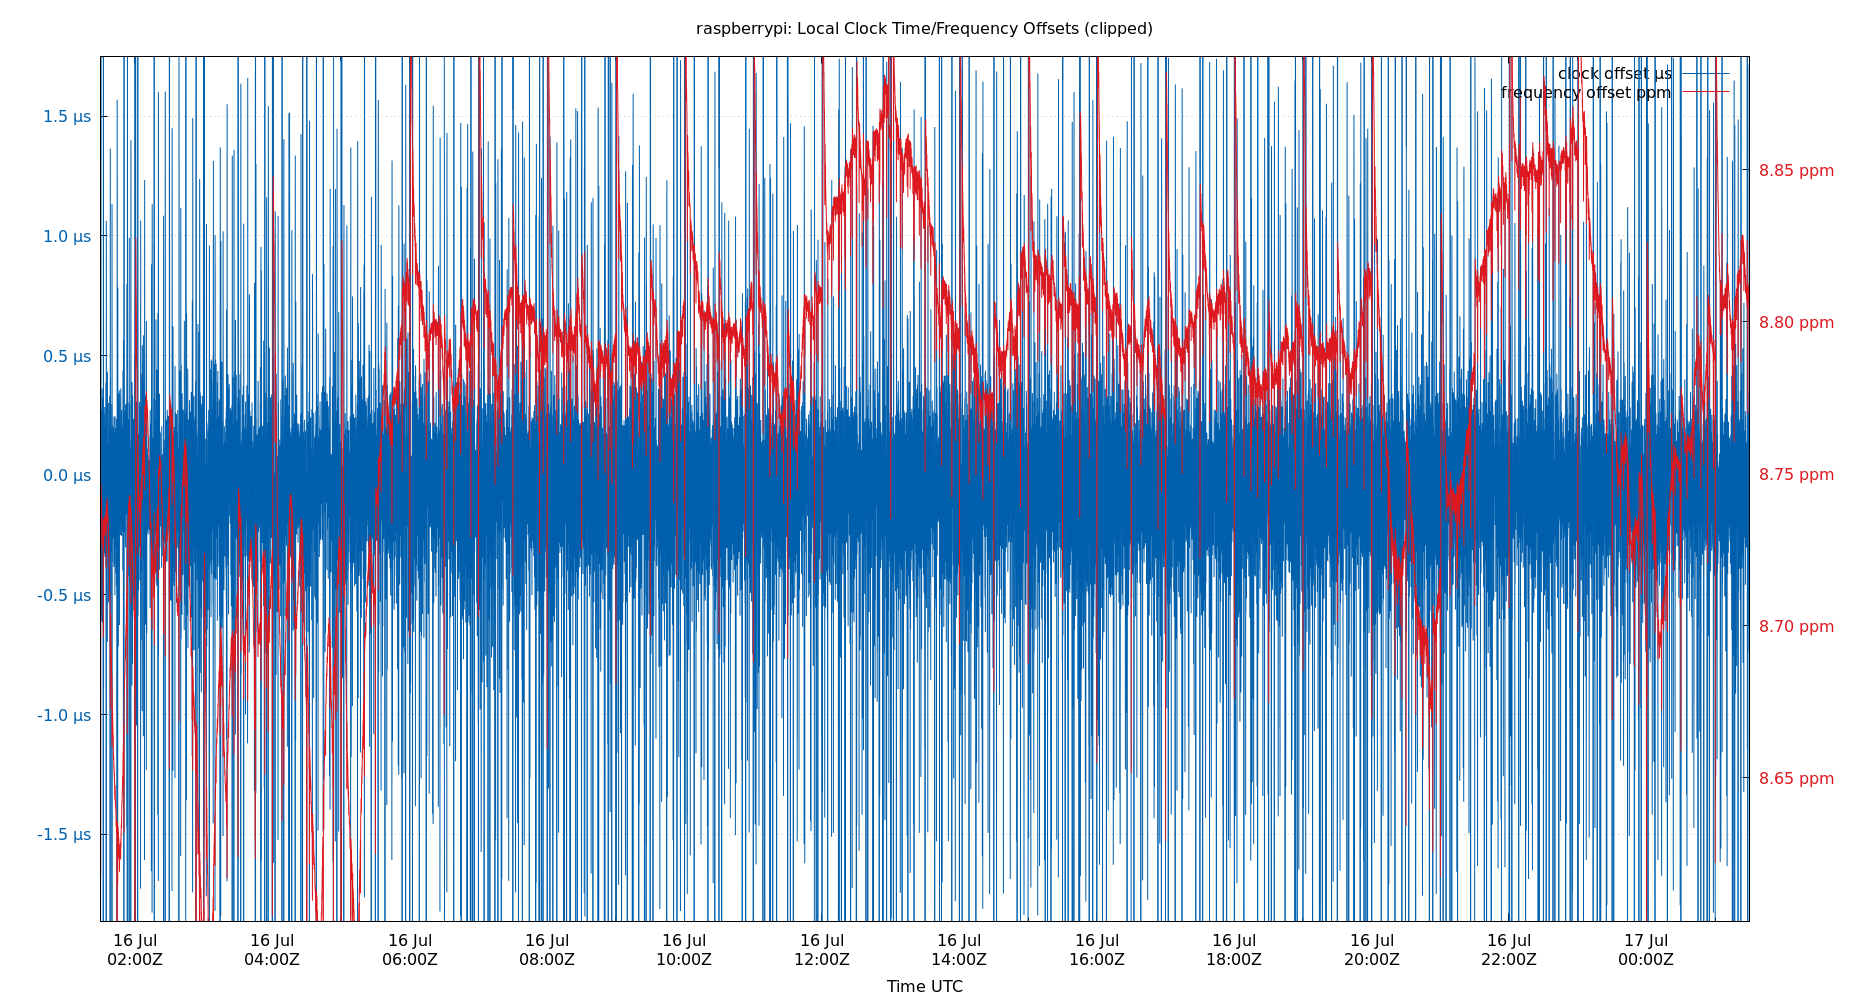 raspberrypi: Local Clock Time/Frequency Offsets (clipped)
clock offset µs
frequency offset ppm
1.5 µs
1.0 µs
0.5 µs
0.0 µs
-0.5 µs
-1.0 µs
-1.5 µs
8.85 ppm
8.80 ppm
8.75 ppm
8.70 ppm
8.65 ppm
16 Jul 16 Jul 16 Jul 16 Jul 16 Jul 16 Jul 16 Jul 16 Jul 16 Jul 16 Jul 16 Jul 17 Jul
02:00Z 04:00Z 06:00Z 08:00Z 10:00Z 12:00Z 14:00Z 16:00Z 18:00Z 20:00Z 22:00Z 00:00Z
Time UTC